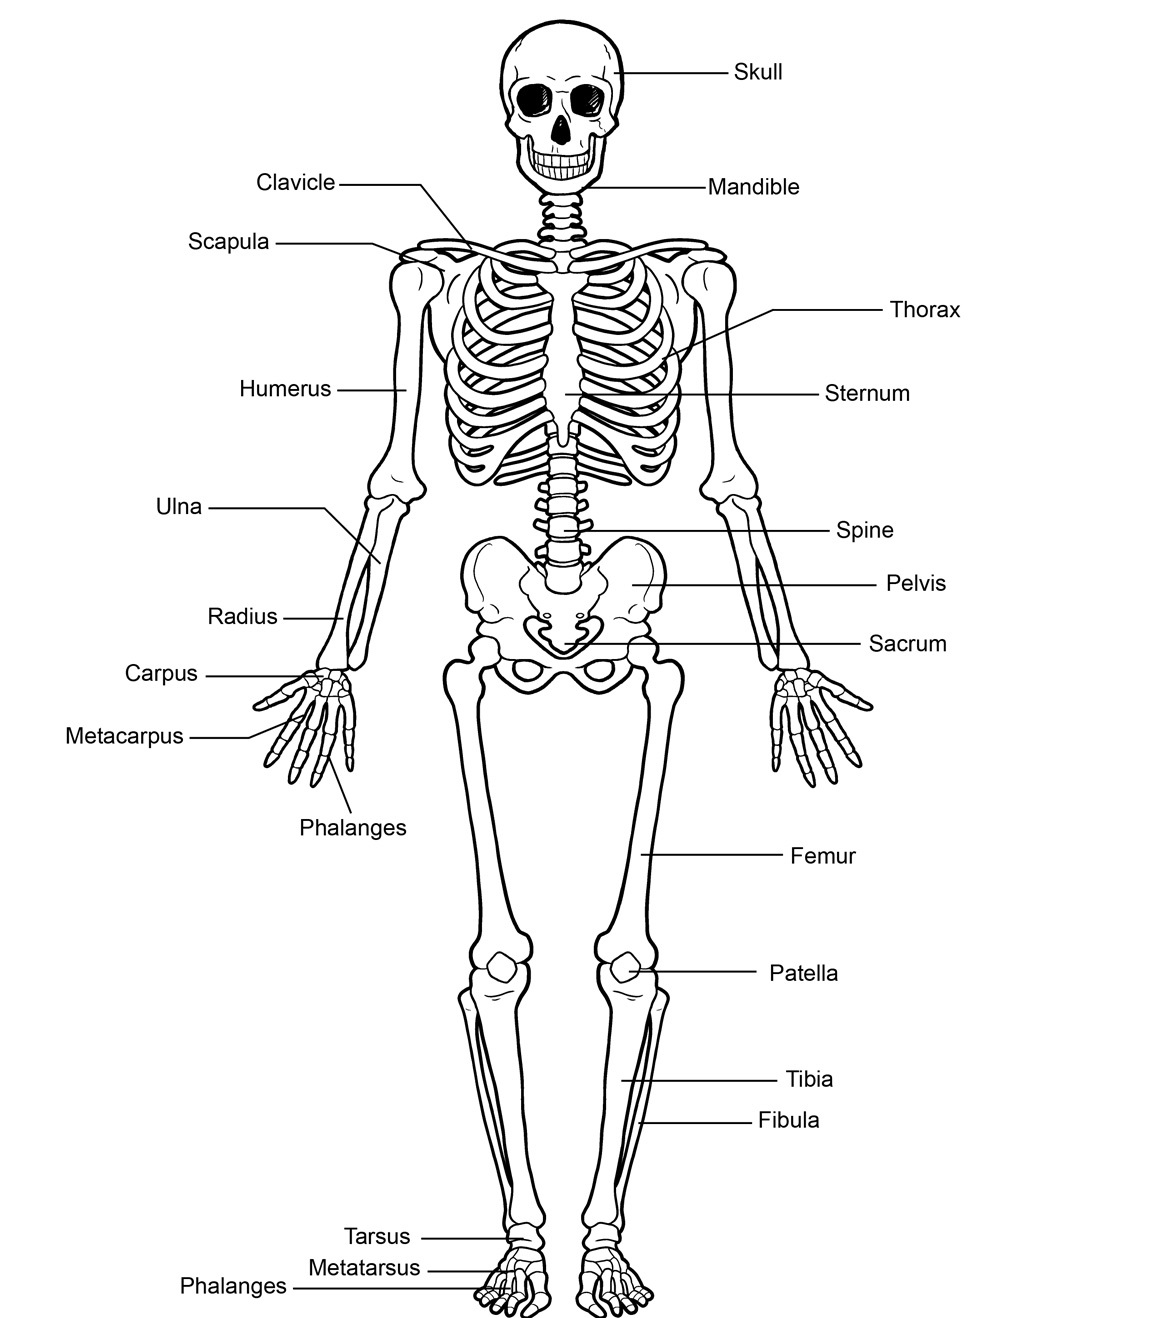 Skull
Clavicle
Mandible
Scapula
Thorax
Humerus
Sternum
Ulna
Spine
Pelvis
Radius
Sacrum
Carpus
Metacarpus
Phalanges
Femur
Patella
Tibia
Fibula
Tarsus
Metatarsus
Phalanges